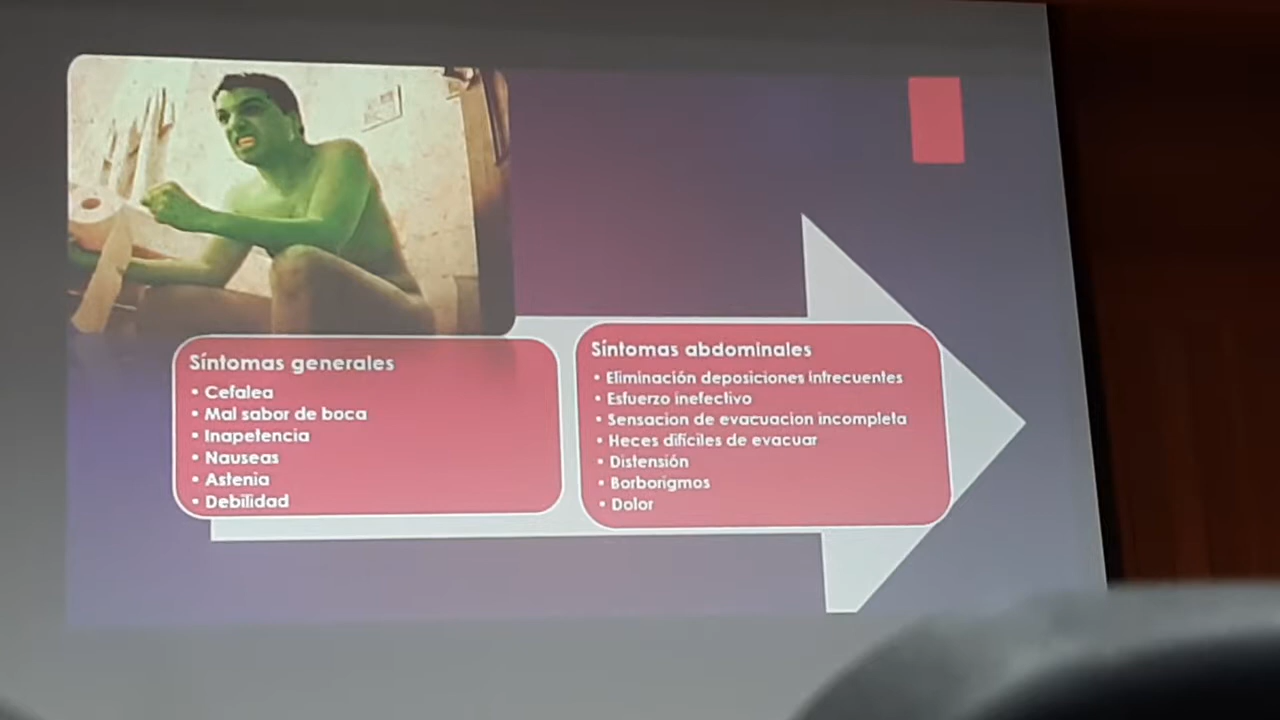 Síntomas generales
• Cefalea
• Mal sabor de boca
• Inapetencia
• Nauseas
• Astenia
• Debilidad
Síntomas abdominales
• Eliminación deposiciones infrecuentes
• Esfuerzo inefectivo
• Sensacion de evacuacion incompleta
• Heces difíciles de evacuar
• Distensión
• Borborigmos
• Dolor